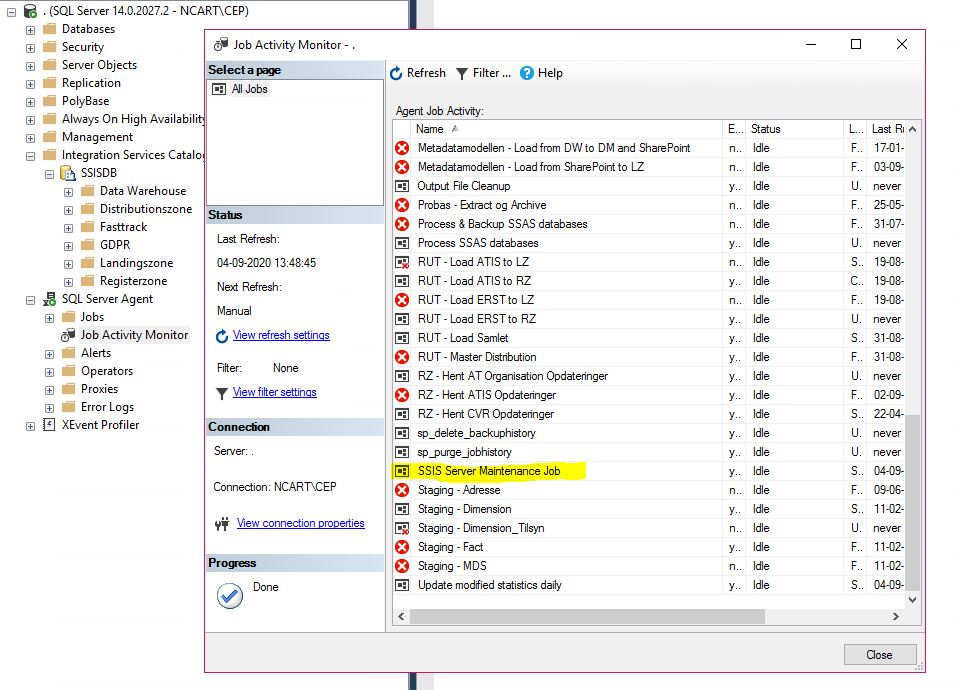 . (SQL Server 14.0.2027.2 - NCART\CEP)
Databases
Security
Server Objects
Replication
PolyBase
Always On High Availability
Management
Integration Services Catalog
SSISDB
Data Warehouse
Distributionszone
Fasttrack
GDPR
Landingszone
Registerzone
SQL Server Agent
Jobs
Job Activity Monitor
Alerts
Operators
Proxies
Error Logs
XEvent Profiler
Job Activity Monitor - .
Select a page
All Jobs
Status
Last Refresh:
04-09-2020 13:48:45
Next Refresh:
Manual
View refresh settings
Filter: None
View filter settings
Connection
Server: .
Connection: NCART\CEP
View connection properties
Progress
Done
Refresh Filter ... Help
Agent Job Activity:
Name E... Status L... Last Ru
Metadatamodellen - Load from DW to DM and SharePoint n.. Idle F.. 17-01-
Metadatamodellen - Load from SharePoint to LZ n.. Idle F.. 03-09-
Output File Cleanup y.. Idle U. never
Probas - Extract og Archive n.. Idle F.. 25-05-
Process & Backup SSAS databases n.. Idle F.. 31-07-
Process SSAS databases y.. Idle U. never
RUT - Load ATIS to LZ n.. Idle S.. 19-08-
RUT - Load ATIS to RZ y.. Idle C.. 19-08-
RUT - Load ERST to LZ n.. Idle F.. 19-08-
RUT - Load ERST to RZ y.. Idle U. never
RUT - Load Samlet y.. Idle S.. 31-08-
RUT - Master Distribution y.. Idle F.. 31-08-
RZ - Hent AT Organisation Opdateringer y.. Idle U. never
RZ - Hent ATIS Opdateringer y.. Idle F.. 02-09-
RZ - Hent CVR Opdateringer y.. Idle S.. 22-04-
sp_delete_backuphistory y.. Idle U. never
sp_purge_jobhistory y.. Idle U. never
SSIS Server Maintenance Job y.. Idle S.. 04-09-
Staging - Adresse n.. Idle F.. 09-06-
Staging - Dimension y.. Idle S.. 11-02-
Staging - Dimension_Tilsyn n.. Idle U. never
Staging - Fact y.. Idle F.. 11-02-
Staging - MDS n.. Idle F.. 11-02-
Update modified statistics daily y.. Idle S.. 04-09-
Close